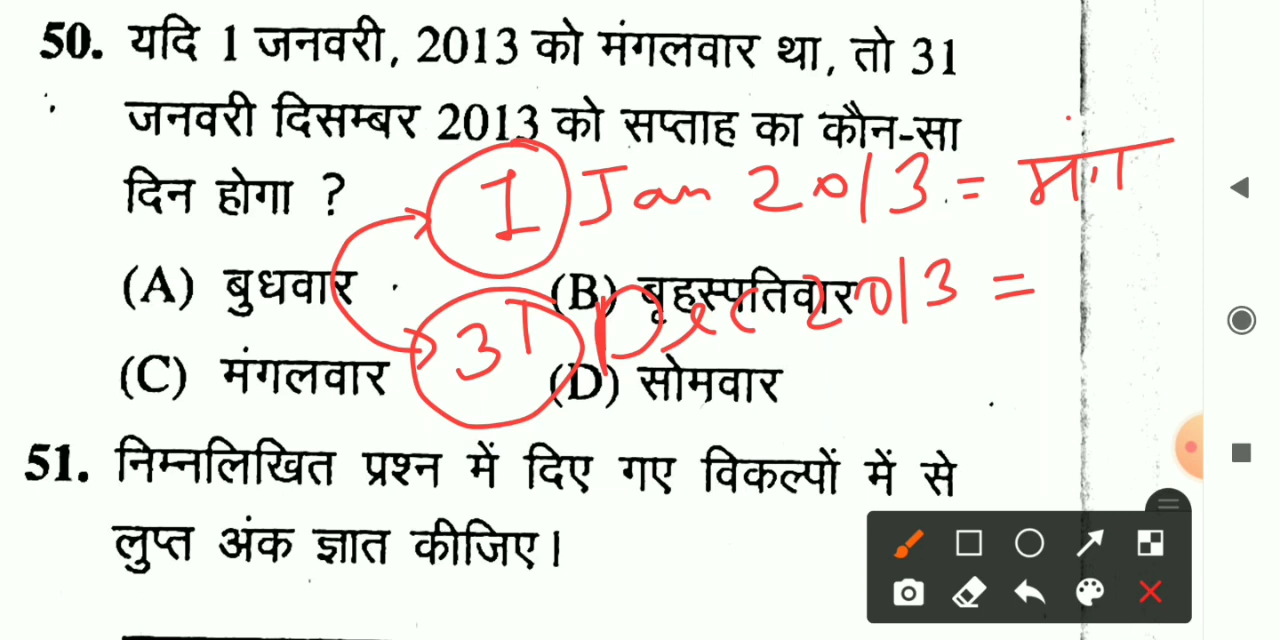 50. यदि 1 जनवरी, 2013 को मंगलवार था, तो 31
जनवरी दिसम्बर 2013 को सप्ताह का कौन-सा
दिन होगा ?
1 Jan 2013 = मं.
(A) बुधवार
(B) बृहस्पतिवार
31 Dec 2013 =
(C) मंगलवार
(D) सोमवार
51. निम्नलिखित प्रश्न में दिए गए विकल्पों में से
लुप्त अंक ज्ञात कीजिए।